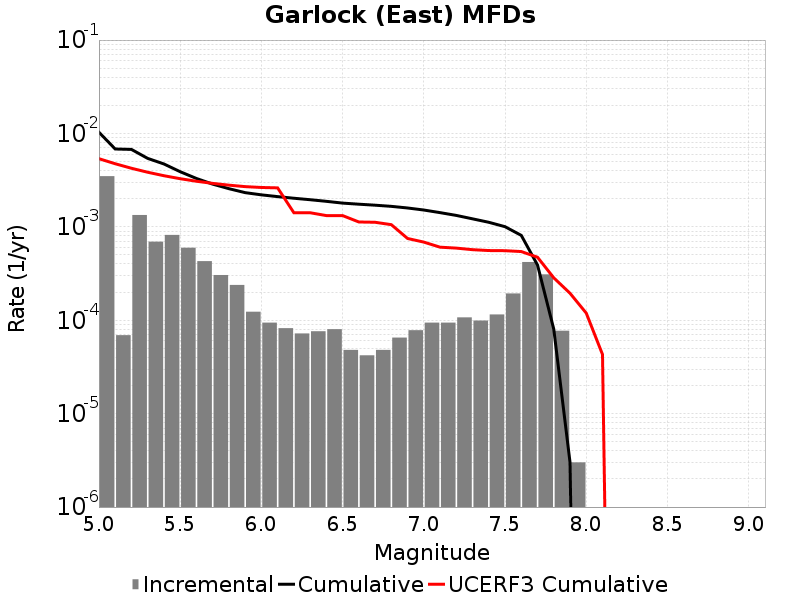 Garlock (East) MFDs
10^-1
10^-2
10^-3
10^-4
10^-5
10^-6
Rate (1/yr)
5.0 5.5 6.0 6.5 7.0 7.5 8.0 8.5 9.0
Magnitude
Incremental Cumulative UCERF3 Cumulative